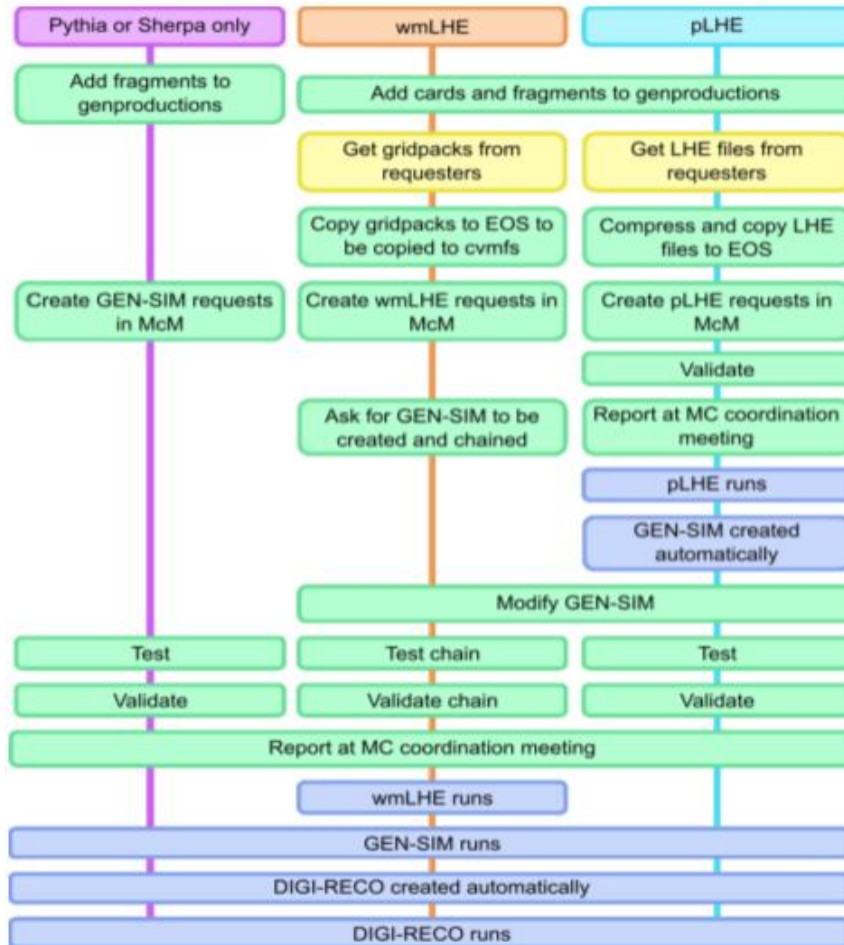 Pythia or Sherpa only
wmLHE
pLHE
Add fragments to
genproductions
Add cards and fragments to genproductions
Get gridpacks from
requesters
Get LHE files from
requesters
Copy gridpacks to EOS to
be copied to cvmfs
Compress and copy LHE
files to EOS
Create GEN-SIM requests
in McM
Create wmLHE requests in
McM
Create pLHE requests in
McM
Validate
Ask for GEN-SIM to be
created and chained
Report at MC coordination
meeting
pLHE runs
GEN-SIM created
automatically
Modify GEN-SIM
Test
Test chain
Test
Validate
Validate chain
Validate
Report at MC coordination meeting
wmLHE runs
GEN-SIM runs
DIGI-RECO created automatically
DIGI-RECO runs